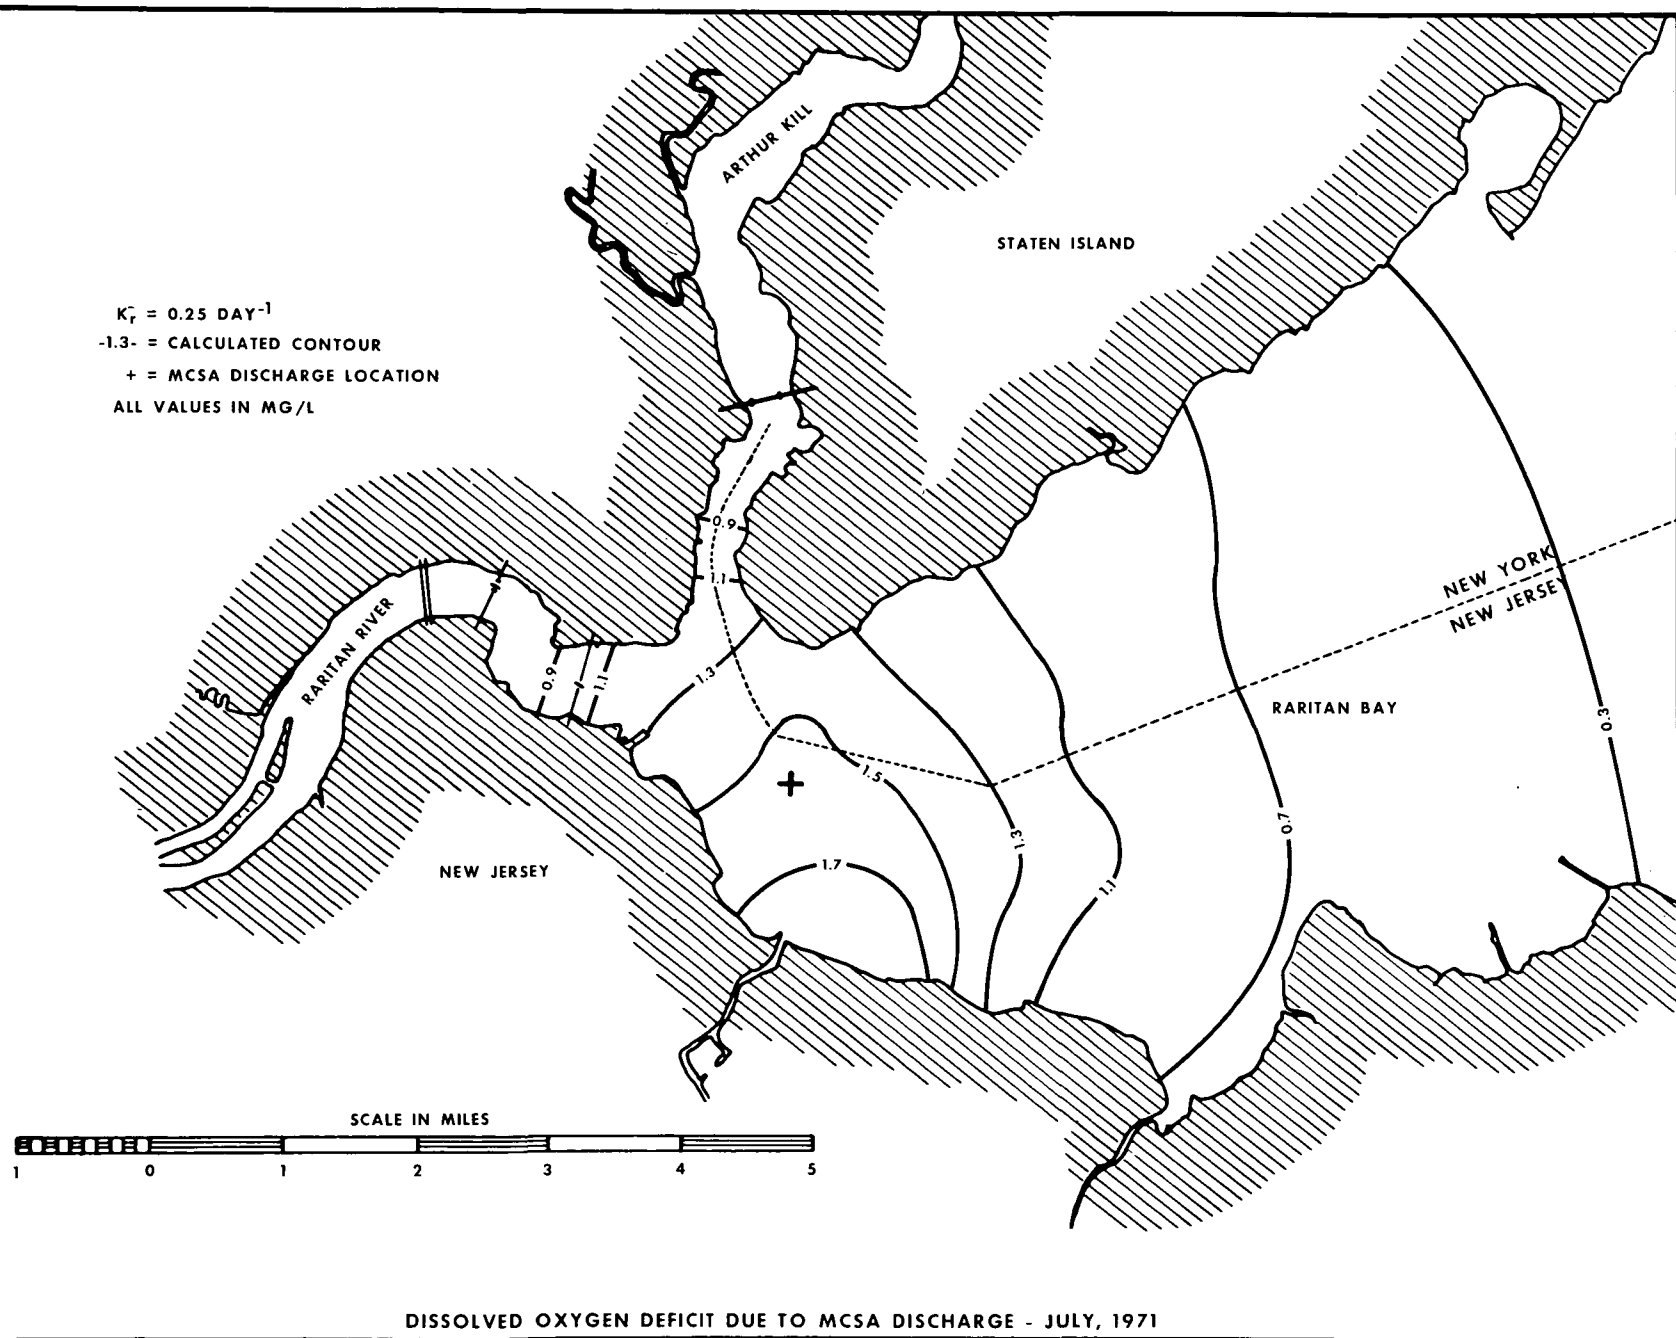 ARTHUR KILL
STATEN ISLAND
K̄r = 0.25 DAY-1
-1.3- = CALCULATED CONTOUR
+ = MCSA DISCHARGE LOCATION
ALL VALUES IN MG/L
0.9
1.1
NEW YORK
NEW JERSEY
RARITAN RIVER
0.9
1.1
1.3
RARITAN BAY
0.3
1.5
1.3
0.7
1.7
1.1
NEW JERSEY
SCALE IN MILES
1 0 1 2 3 4 5
DISSOLVED OXYGEN DEFICIT DUE TO MCSA DISCHARGE - JULY, 1971